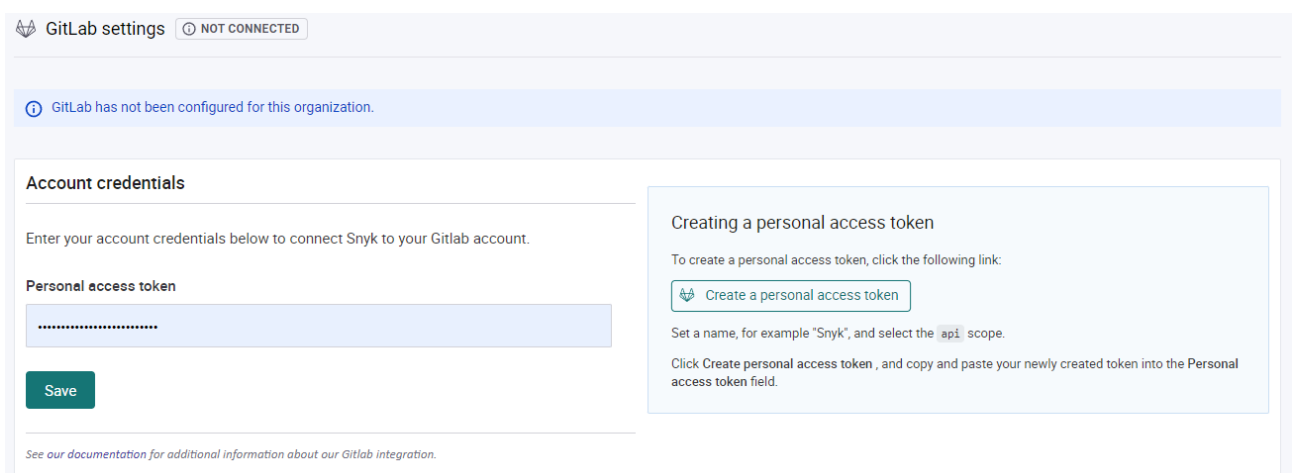 GitLab settings
NOT CONNECTED
GitLab has not been configured for this organization.
Account credentials
Enter your account credentials below to connect Snyk to your Gitlab account.
Personal access token
••••••••••••••••••••••••••
Save
See our documentation for additional information about our Gitlab integration.
Creating a personal access token
To create a personal access token, click the following link:
Create a personal access token
Set a name, for example "Snyk", and select the api scope.
Click Create personal access token , and copy and paste your newly created token into the Personal
access token field.